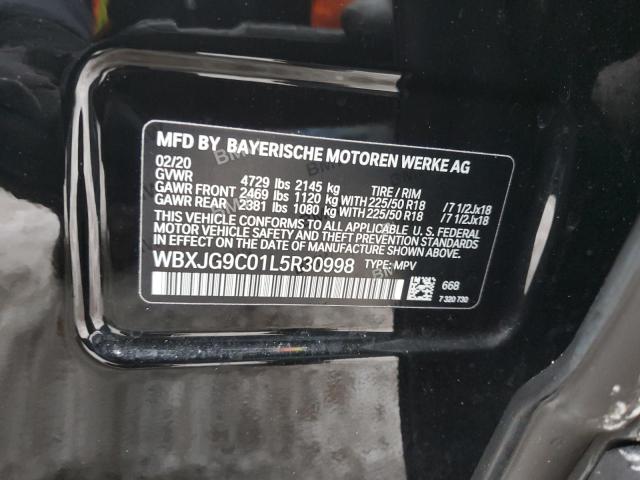 MFD BY BAYERISCHE MOTOREN WERKE AG
02/20
GVWR 4729 lbs 2145 kg TIRE / RIM
GAWR FRONT 2469 lbs 1120 kg WITH 225/50 R18 /7 1/2Jx18
GAWR REAR 2381 lbs 1080 kg WITH 225/50 R18 /7 1/2Jx18
THIS VEHICLE CONFORMS TO ALL APPLICABLE U.S. FEDERAL
MOTOR VEHICLE SAFETY, BUMPER, AND THEFT PREVENTION
STANDARDS IN EFFECT ON THE DATE OF MANUFACTURE SHOWN ABOVE.
WBXJG9C01L5R30998 TYPE: MPV
668
7 320 730